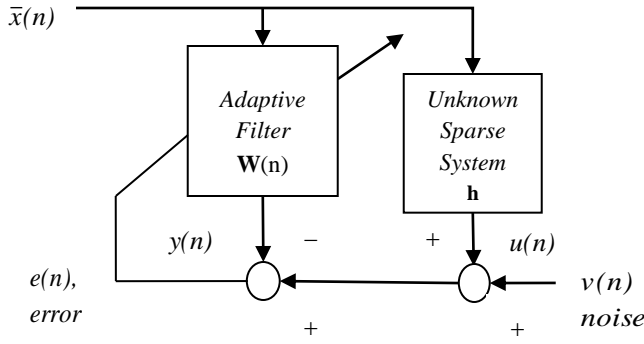 x̄(n)
Adaptive
Filter
W(n)
Unknown
Sparse
System
h
y(n)
−
+
u(n)
e(n),
error
v(n)
noise
+
+